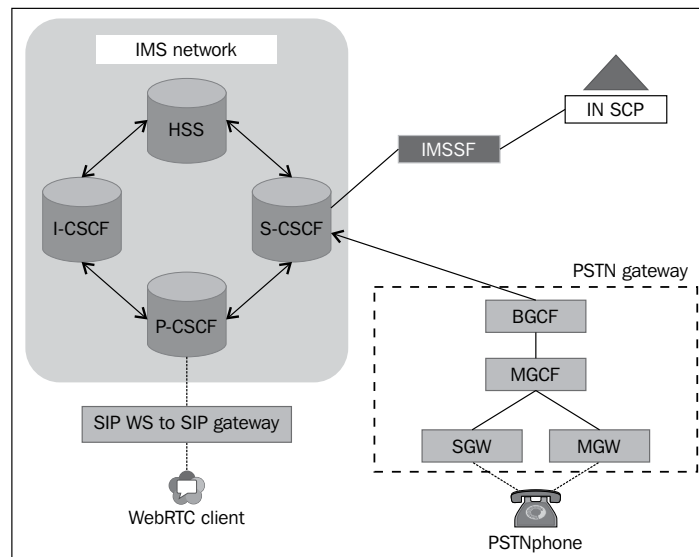 IMS network
HSS
I-CSCF
S-CSCF
P-CSCF
IN SCP
IMSSF
PSTN gateway
BGCF
MGCF
SGW
MGW
PSTNphone
SIP WS to SIP gateway
WebRTC client